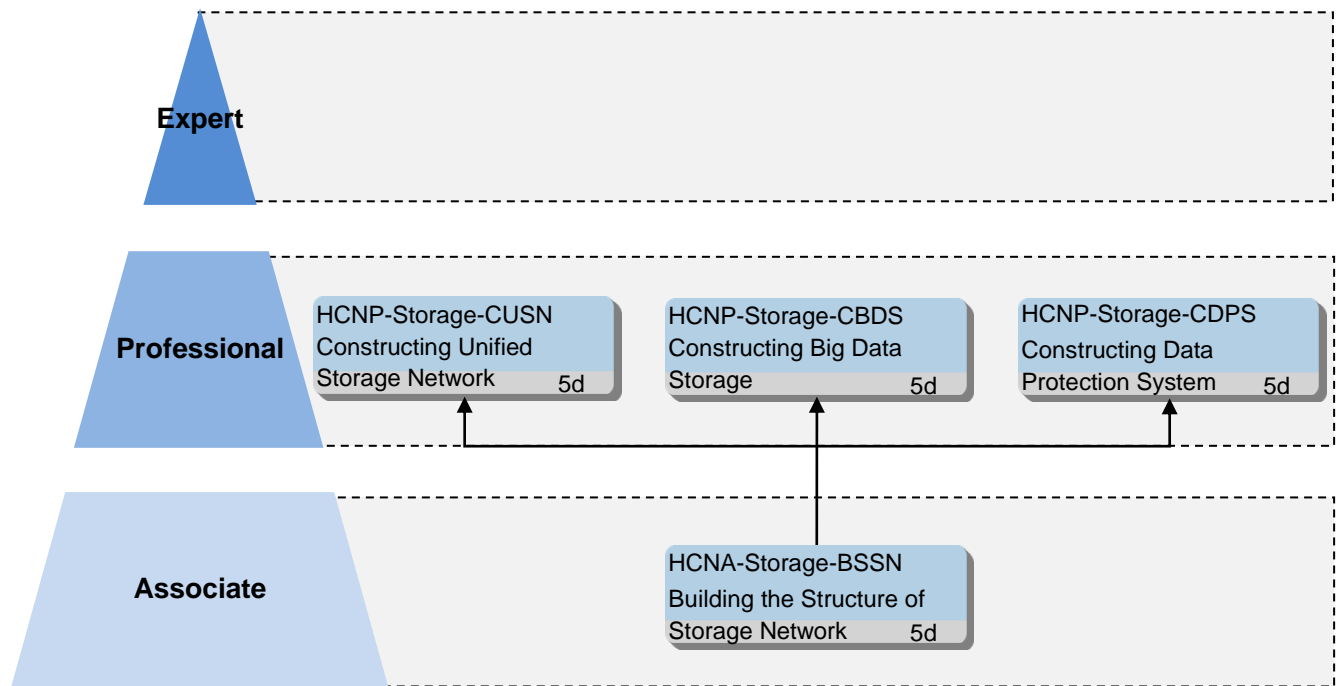 Expert
Professional
HCNP-Storage-CUSN
Constructing Unified
Storage Network 5d
HCNP-Storage-CBDS
Constructing Big Data
Storage 5d
HCNP-Storage-CDPS
Constructing Data
Protection System 5d
Associate
HCNA-Storage-BSSN
Building the Structure of
Storage Network 5d